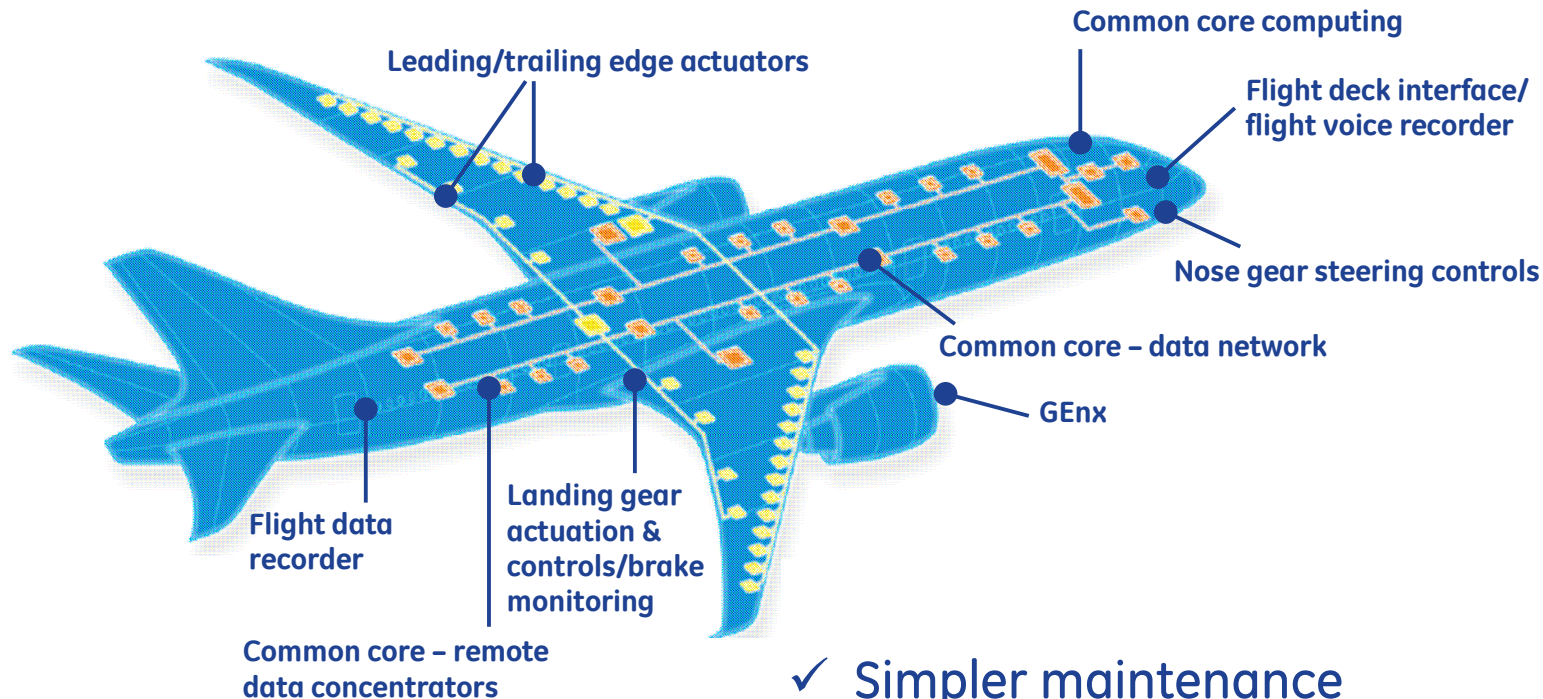 Common core computing
Leading/trailing edge actuators
Flight deck interface/
flight voice recorder
Nose gear steering controls
Common core – data network
GEnx
Landing gear
actuation &
controls/brake
monitoring
Flight data
recorder
Common core – remote
data concentrators
✓ Simpler maintenance